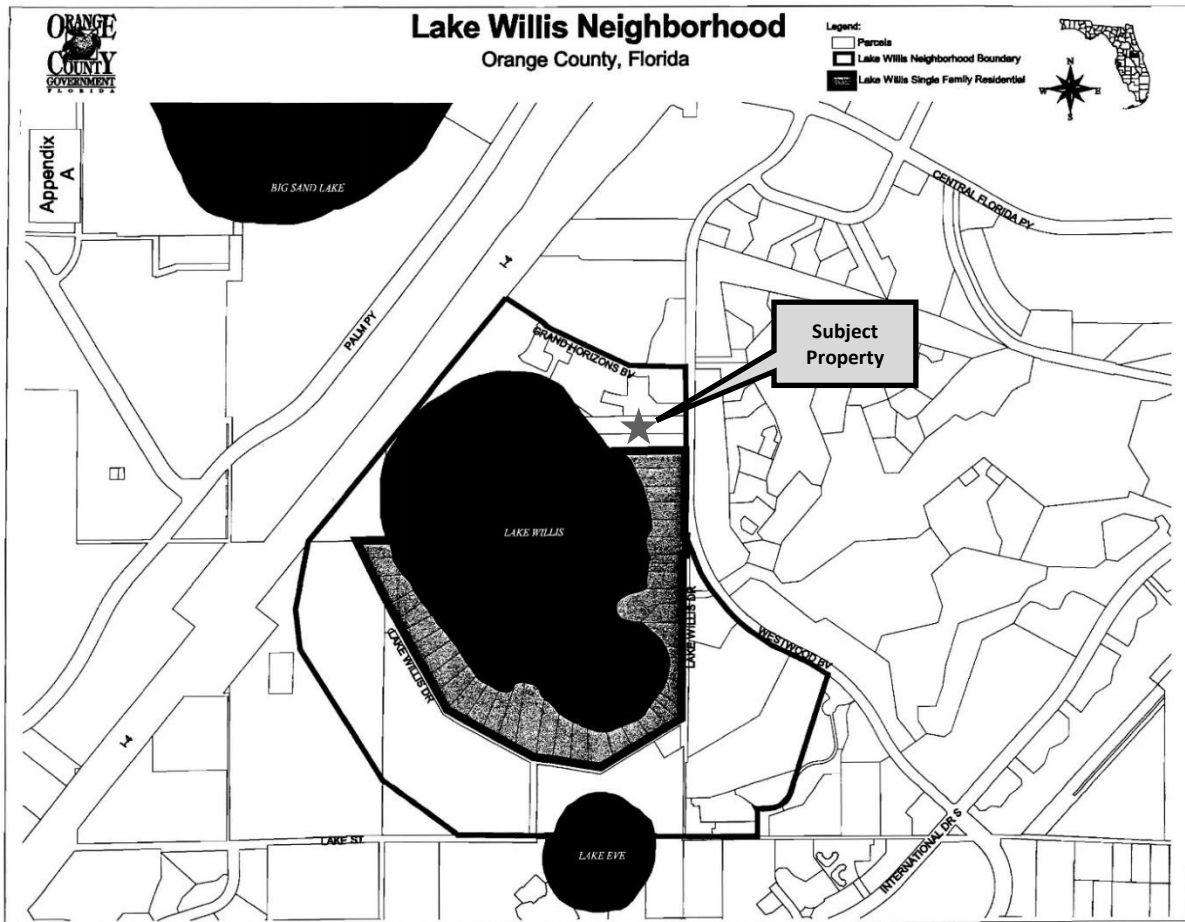 ORANGE
COUNTY
GOVERNMENT
FLORIDA
Lake Willis Neighborhood
Orange County, Florida
Legend:
Parcels
Lake Willis Neighborhood Boundary
Lake Willis Single Family Residential
N
W
E
S
Appendix
A
BIG SAND LAKE
CENTRAL FLORIDA PY
I-4
PALM PY
GRAND HORIZONS BV
Subject
Property
LAKE WILLIS
LAKE WILLIS DR
LAKE WILLIS DR
WESTWOOD BV
I-4
LAKE ST
LAKE EVE
INTERNATIONAL DR S